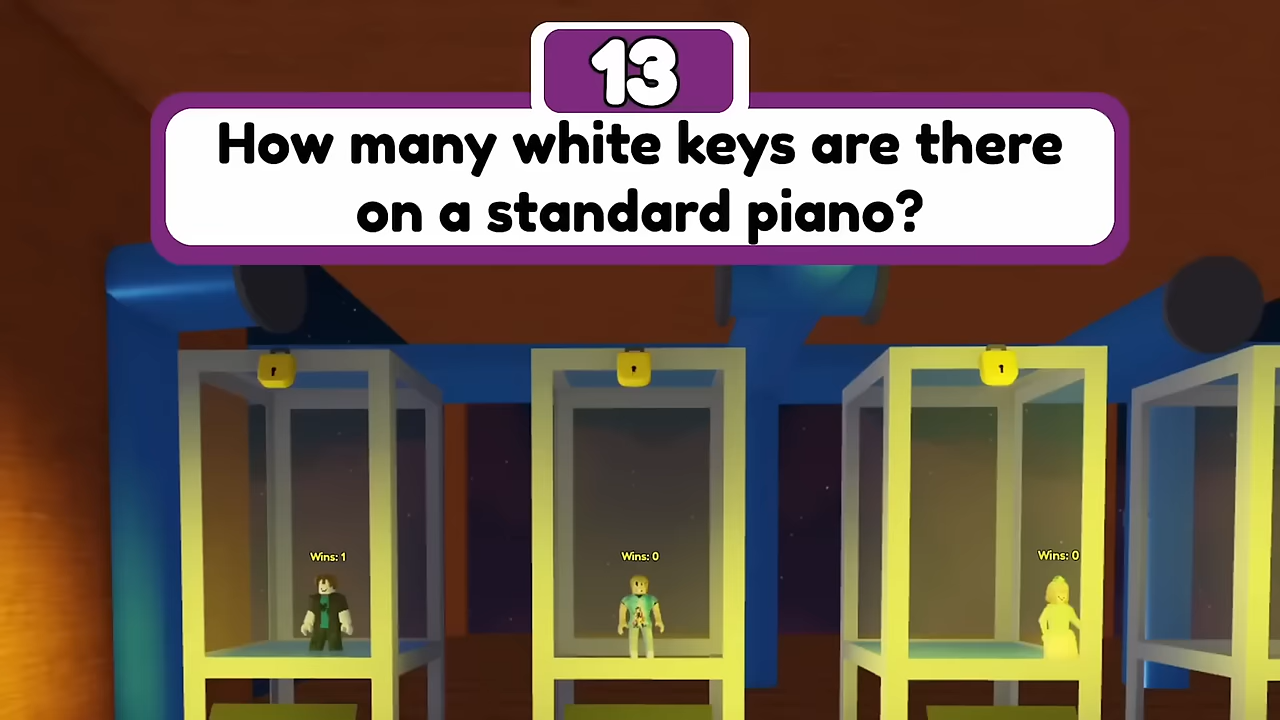 13
How many white keys are there
on a standard piano?
Wins: 1
Wins: 0
Wins: 0